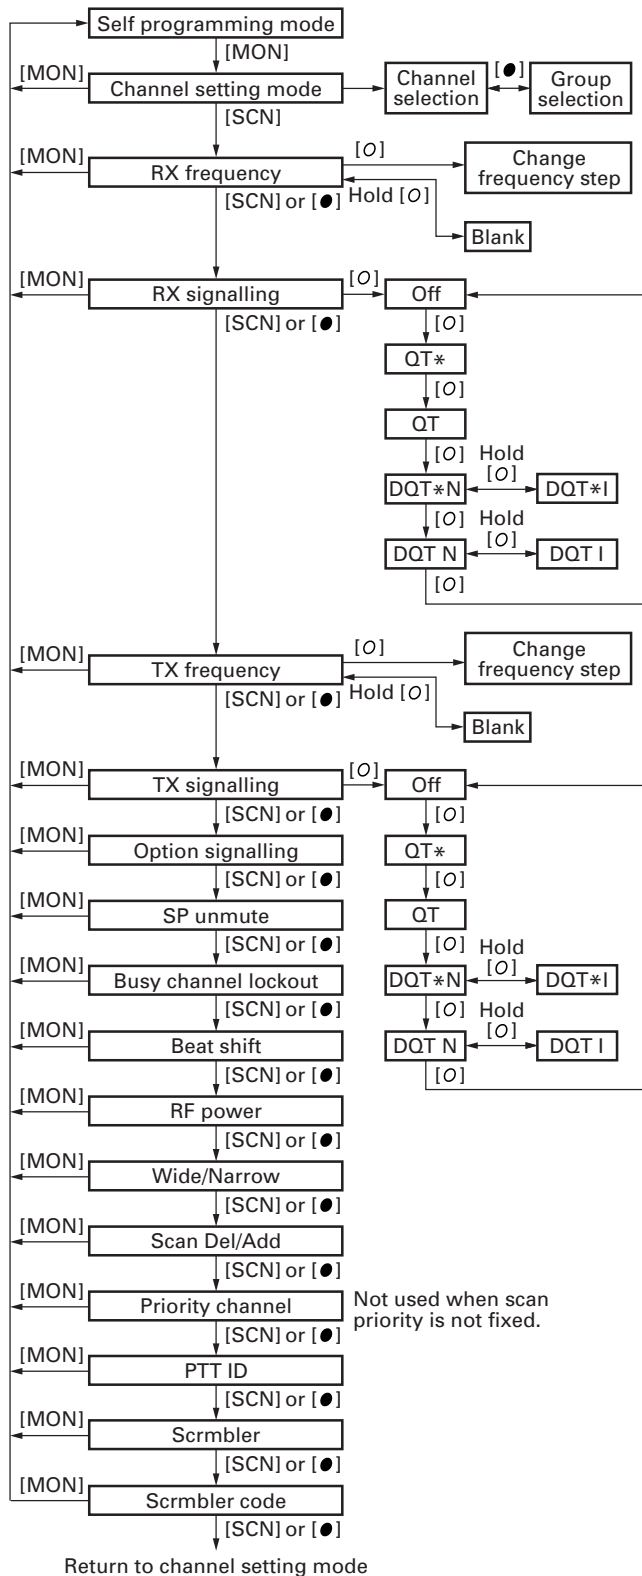 Self programming mode
[MON]
[MON]
Channel setting mode
Channel
selection
[●]
Group
selection
[SCN]
[MON]
RX frequency
[O]
Change
frequency step
[SCN] or [●]
Hold [O]
Blank
[MON]
RX signalling
[O]
Off
[SCN] or [●]
[O]
QT*
[O]
QT
[O]
Hold
[O]
DQT*N
DQT*I
[O]
Hold
[O]
DQT N
DQT I
[O]
[MON]
TX frequency
[O]
Change
frequency step
[SCN] or [●]
Hold [O]
Blank
[MON]
TX signalling
[O]
Off
[SCN] or [●]
[O]
[MON]
Option signalling
QT*
[SCN] or [●]
[O]
[MON]
SP unmute
QT
[SCN] or [●]
[O]
Hold
[O]
[MON]
Busy channel lockout
DQT*N
DQT*I
[SCN] or [●]
[O]
Hold
[O]
[MON]
Beat shift
DQT N
DQT I
[SCN] or [●]
[O]
[MON]
RF power
[SCN] or [●]
[MON]
Wide/Narrow
[SCN] or [●]
[MON]
Scan Del/Add
[SCN] or [●]
[MON]
Priority channel
Not used when scan
priority is not fixed.
[SCN] or [●]
[MON]
PTT ID
[SCN] or [●]
[MON]
Scrmbler
[SCN] or [●]
[MON]
Scrmbler code
[SCN] or [●]
Return to channel setting mode